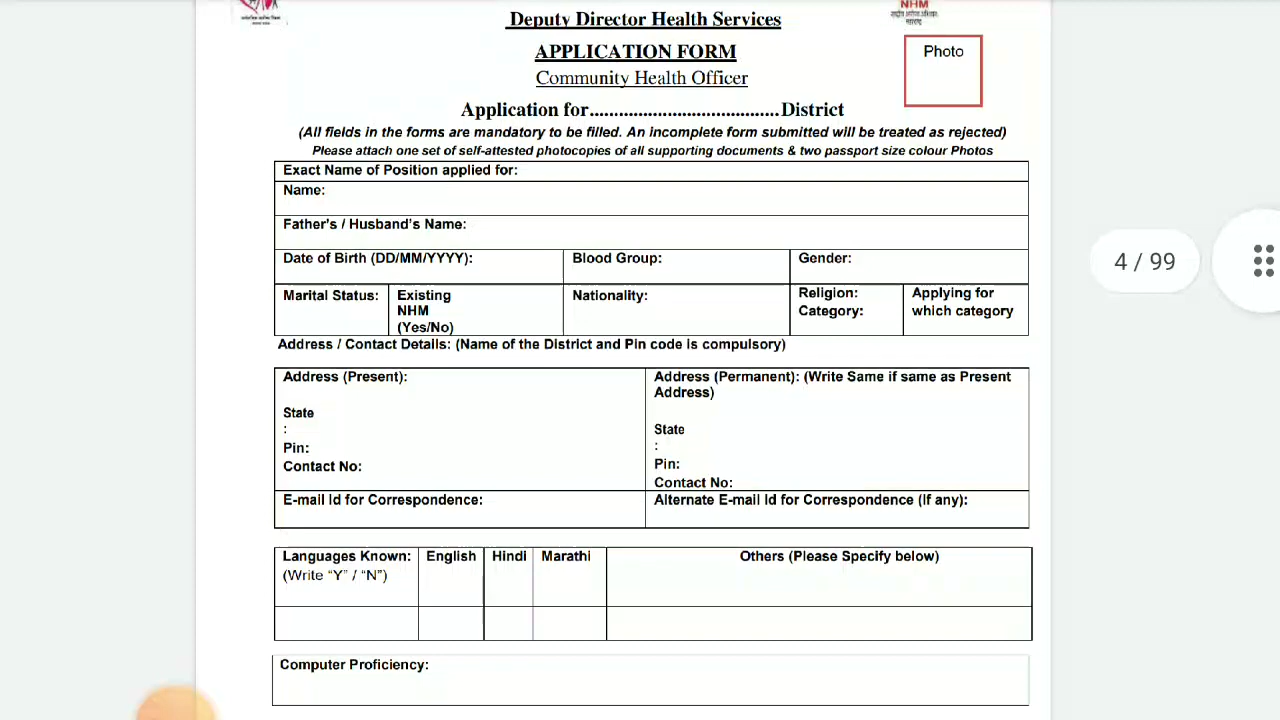 Deputy Director Health Services
NHM
APPLICATION FORM
Photo
Community Health Officer
Application for.....................................District
(All fields in the forms are mandatory to be filled. An incomplete form submitted will be treated as rejected)
Please attach one set of self-attested photocopies of all supporting documents & two passport size colour Photos
Exact Name of Position applied for:
Name:
Father's / Husband's Name:
Date of Birth (DD/MM/YYYY): Blood Group: Gender:
Marital Status: Existing NHM (Yes/No) Nationality: Religion: Category: Applying for which category
Address / Contact Details: (Name of the District and Pin code is compulsory)
Address (Present): Address (Permanent): (Write Same if same as Present
Address)
State State
: :
Pin: Pin:
Contact No: Contact No:
E-mail Id for Correspondence: Alternate E-mail Id for Correspondence (If any):
Languages Known: English Hindi Marathi Others (Please Specify below)
(Write “Y” / “N”)
Computer Proficiency:
4 / 99